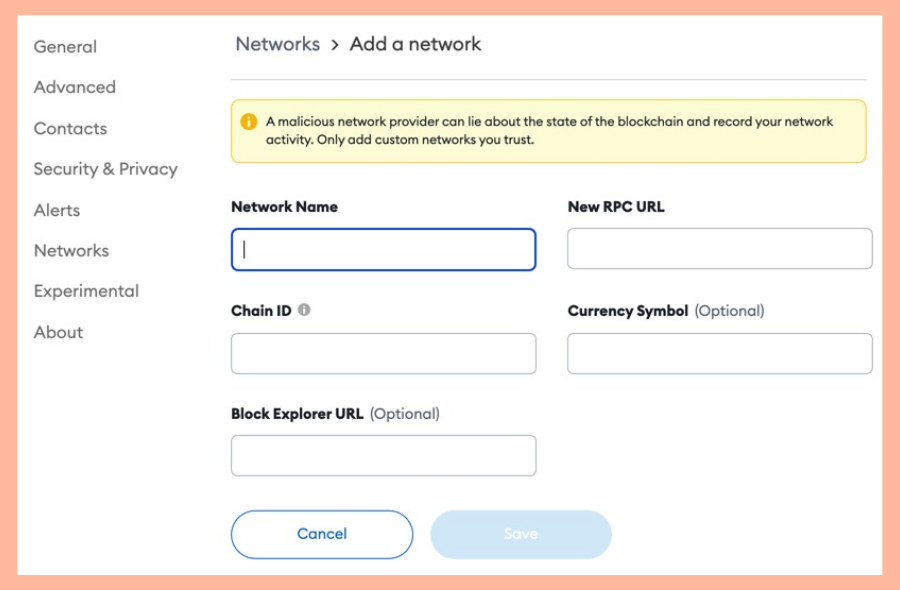 General
Advanced
Contacts
Security & Privacy
Alerts
Networks
Experimental
About
Networks > Add a network
A malicious network provider can lie about the state of the blockchain and record your network
activity. Only add custom networks you trust.
Network Name
New RPC URL
Chain ID
Currency Symbol (Optional)
Block Explorer URL (Optional)
Cancel
Save